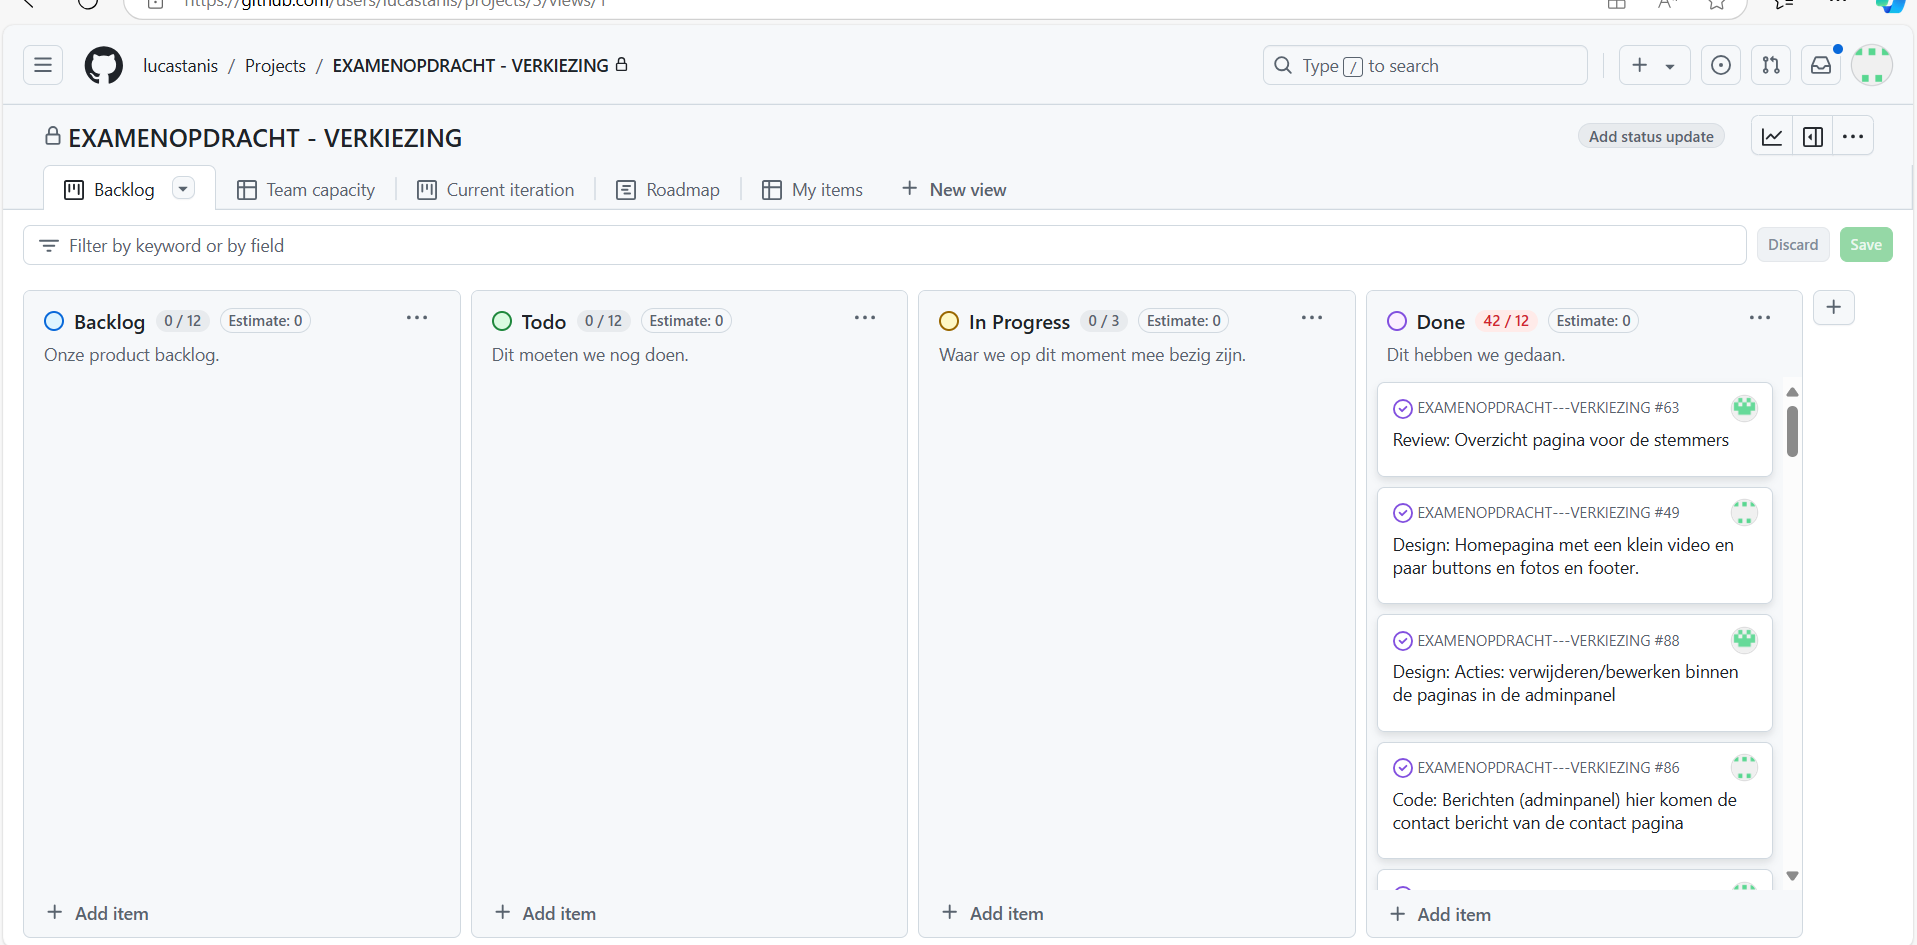 https://github.com/users/lucastanis/projects/3/views/1
lucastanis / Projects / EXAMENOPDRACHT - VERKIEZING
Type / to search
EXAMENOPDRACHT - VERKIEZING
Add status update
Backlog
Team capacity
Current iteration
Roadmap
My items
New view
Filter by keyword or by field
Discard
Save
Backlog 0 / 12 Estimate: 0
Onze product backlog.
Add item
Todo 0 / 12 Estimate: 0
Dit moeten we nog doen.
Add item
In Progress 0 / 3 Estimate: 0
Waar we op dit moment mee bezig zijn.
Add item
Done 42 / 12 Estimate: 0
Dit hebben we gedaan.
EXAMENOPDRACHT---VERKIEZING #63
Review: Overzicht pagina voor de stemmers
EXAMENOPDRACHT---VERKIEZING #49
Design: Homepagina met een klein video en
paar buttons en fotos en footer.
EXAMENOPDRACHT---VERKIEZING #88
Design: Acties: verwijderen/bewerken binnen
de paginas in de adminpanel
EXAMENOPDRACHT---VERKIEZING #86
Code: Berichten (adminpanel) hier komen de
contact bericht van de contact pagina
Add item